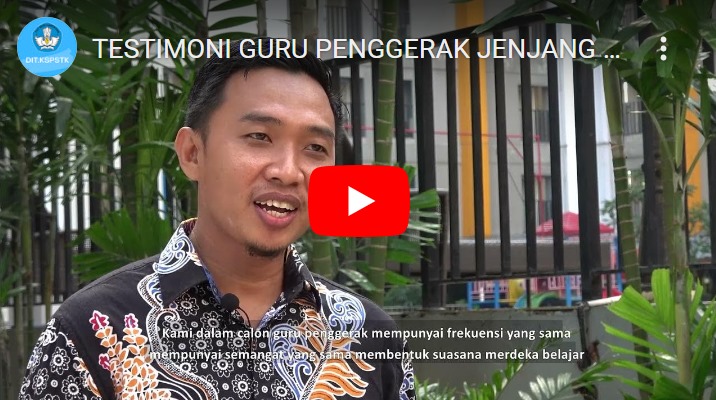 DIT.KSPSTK
TESTIMONI GURU PENGGERAK JENJANG ...
Kami dalam calon guru penggerak mempunyai frekuensi yang sama
mempunyai semangat yang sama membentuk suasana merdeka belajar